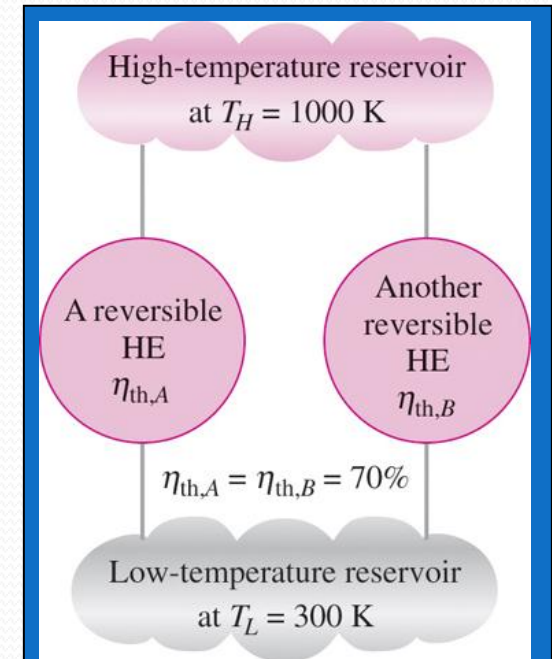 High-temperature reservoir
at T_H = 1000 K
A reversible
HE
η_th,A
Another
reversible
HE
η_th,B
η_th,A = η_th,B = 70%
Low-temperature reservoir
at T_L = 300 K